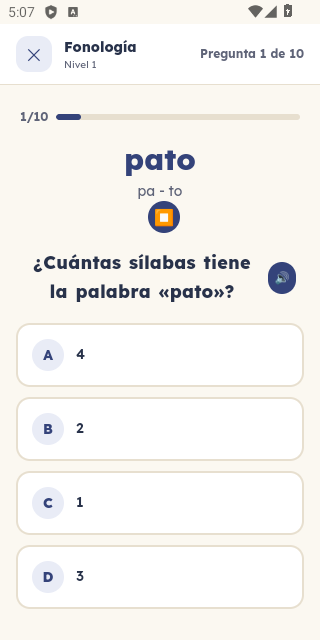 5:07
Fonología
Nivel 1
Pregunta 1 de 10
1/10
pato
pa - to
¿Cuántas sílabas tiene
la palabra «pato»?
A 4
B 2
C 1
D 3